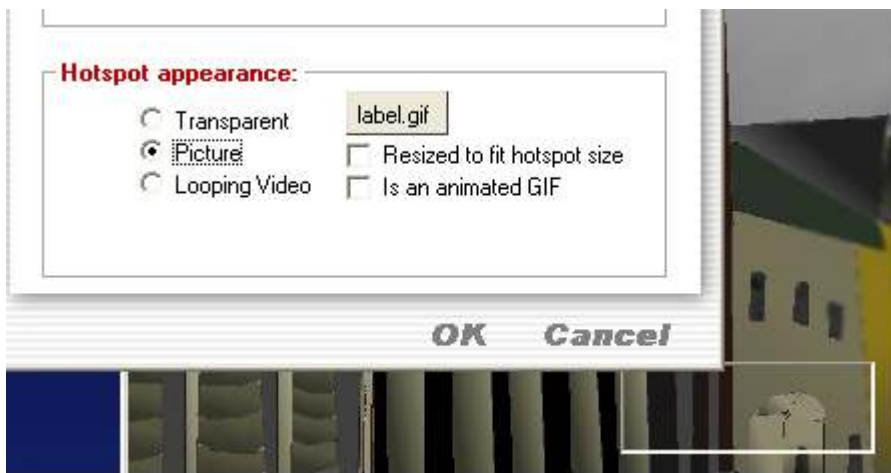 Hotspot appearance:
Transparent
label.gif
Picture
Resized to fit hotspot size
Looping Video
Is an animated GIF
OK Cancel